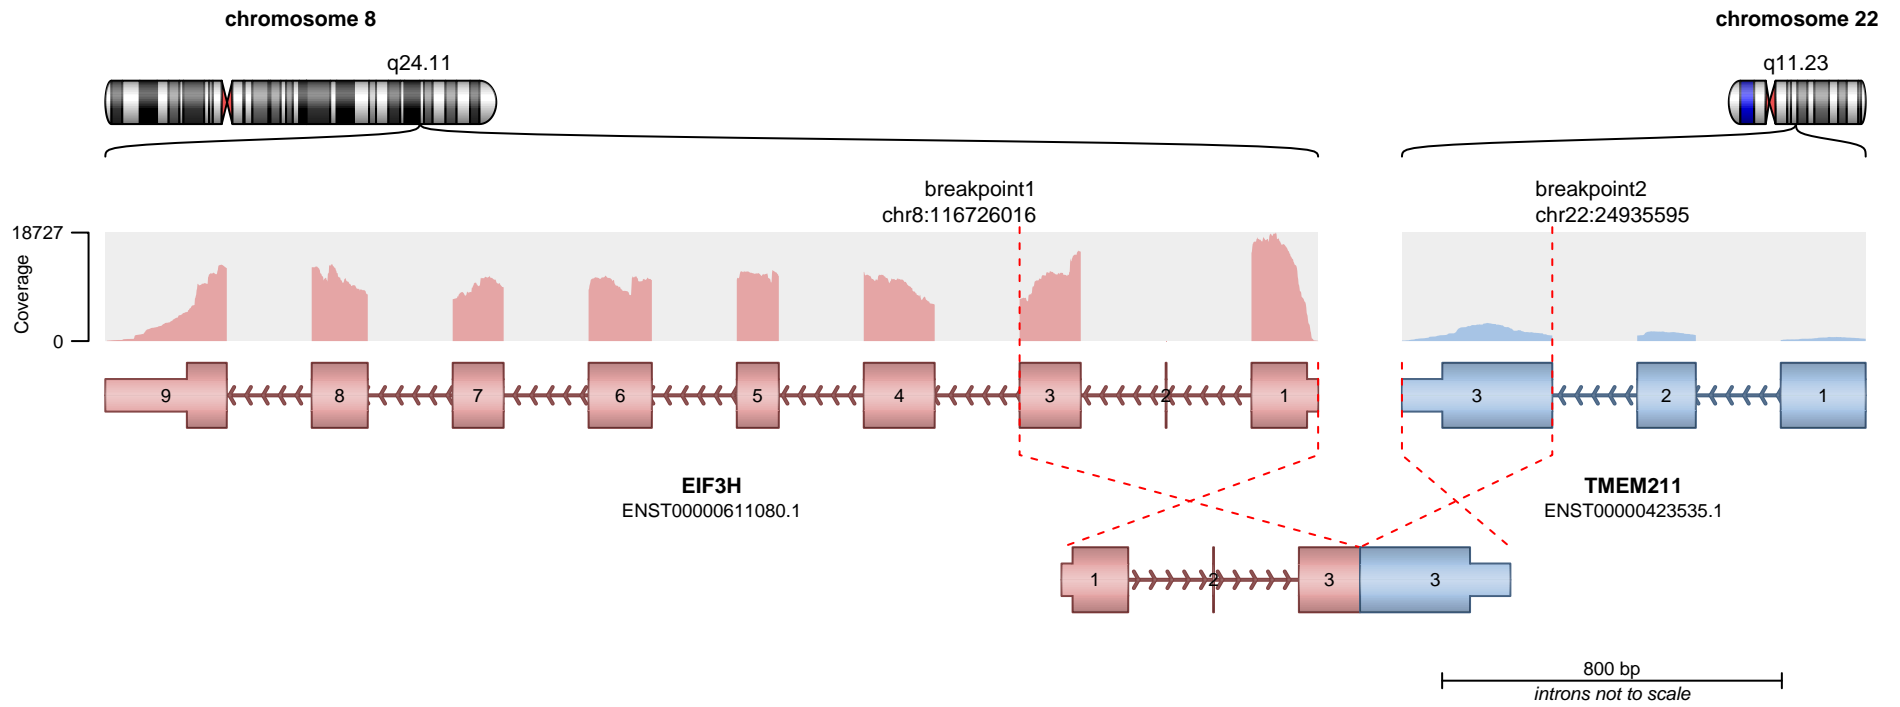 chromosome 8
chromosome 22
q24.11
q11.23
breakpoint1
chr8:116726016
breakpoint2
chr22:24935595
18727
Coverage
0
9 8 7 6 5 4 3 2 1
3 2 1
EIF3H
ENST00000611080.1
TMEM211
ENST00000423535.1
1 2 3 3
800 bp
introns not to scale